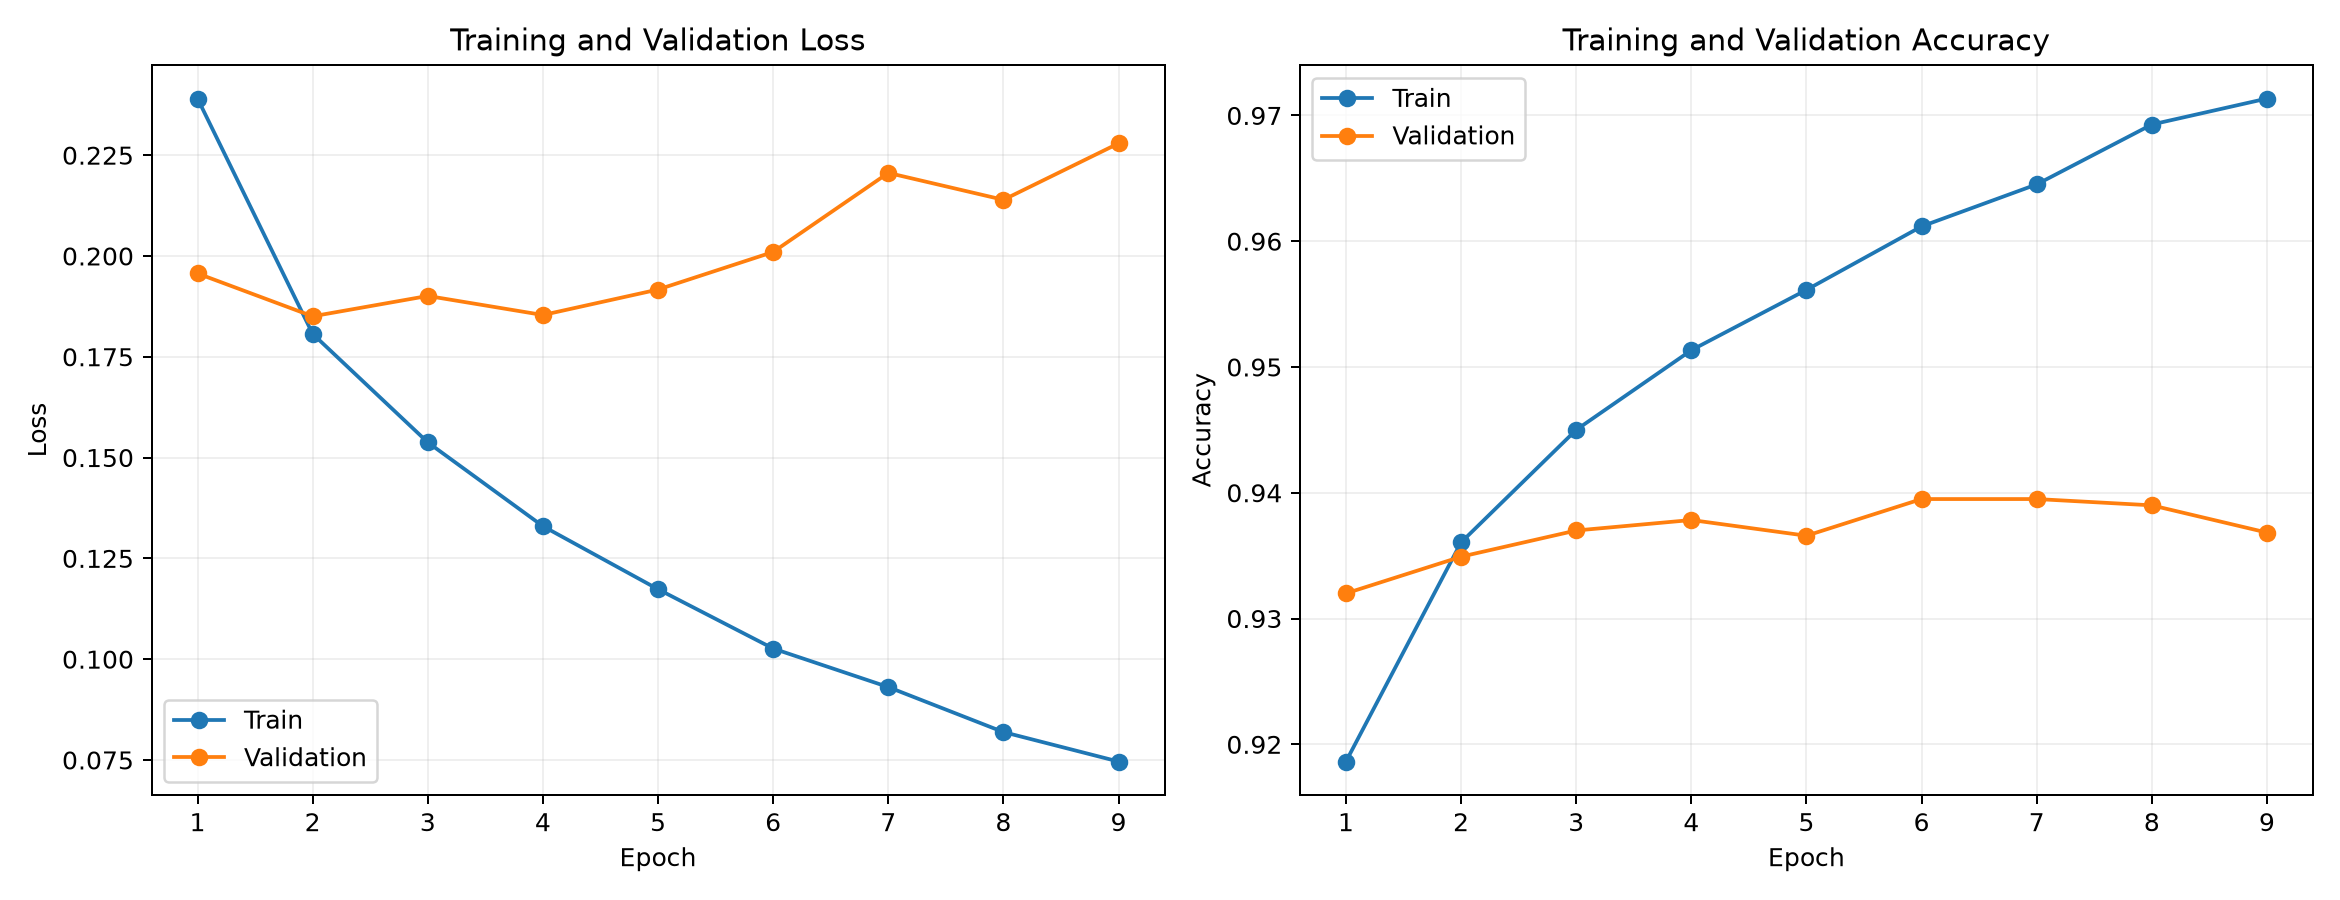 Training and Validation Loss
Loss
0.225
0.200
0.175
0.150
0.125
0.100
0.075
Train
Validation
1 2 3 4 5 6 7 8 9
Epoch
Training and Validation Accuracy
Accuracy
Train
Validation
0.97
0.96
0.95
0.94
0.93
0.92
1 2 3 4 5 6 7 8 9
Epoch